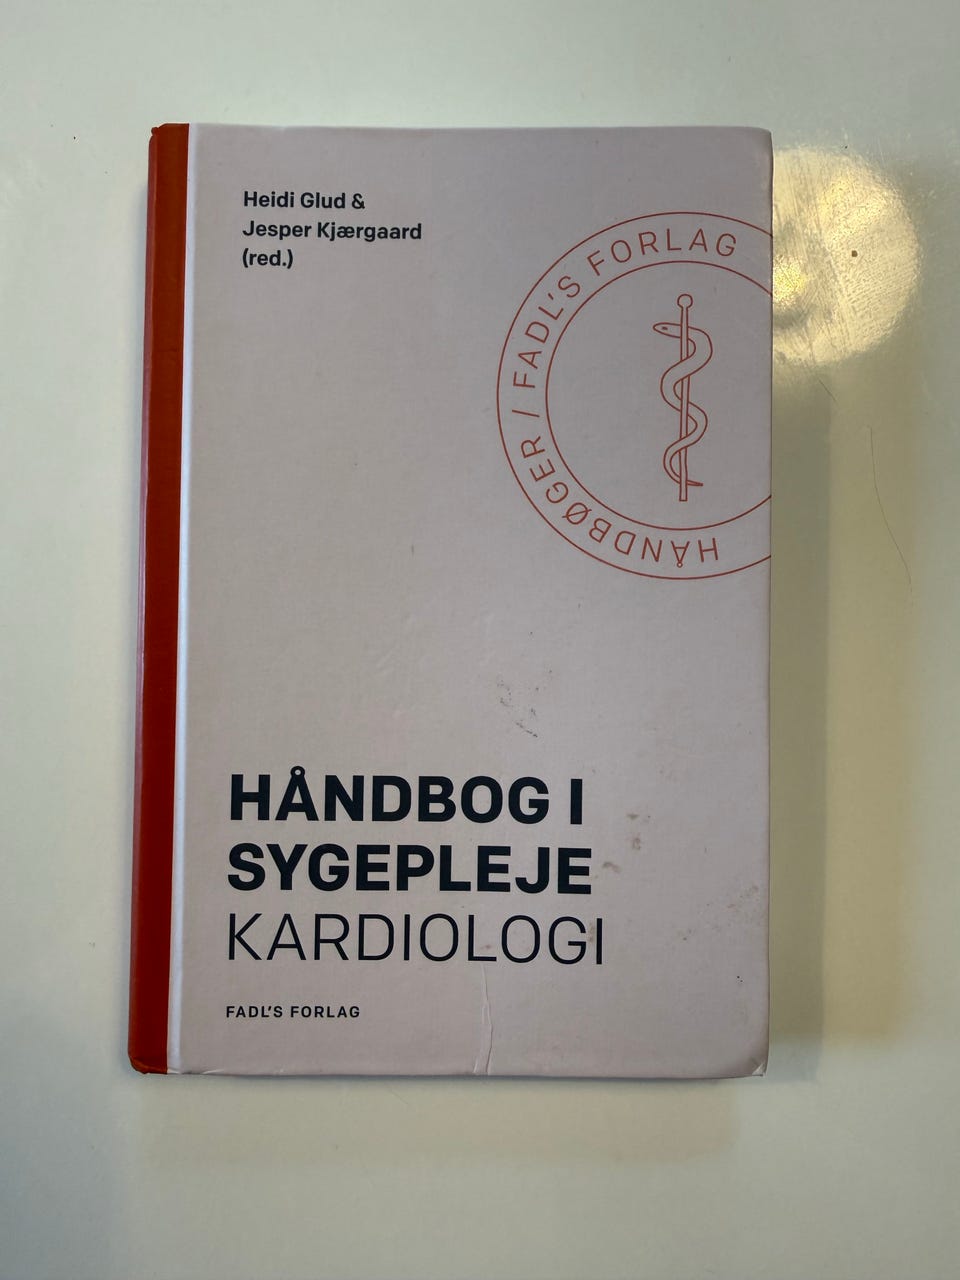 Heidi Glud &
Jesper Kjærgaard
(red.)
HÅNDBØGER / FADL'S FORLAG
HÅNDBOG I
SYGEPLEJE
KARDIOLOGI
FADL'S FORLAG